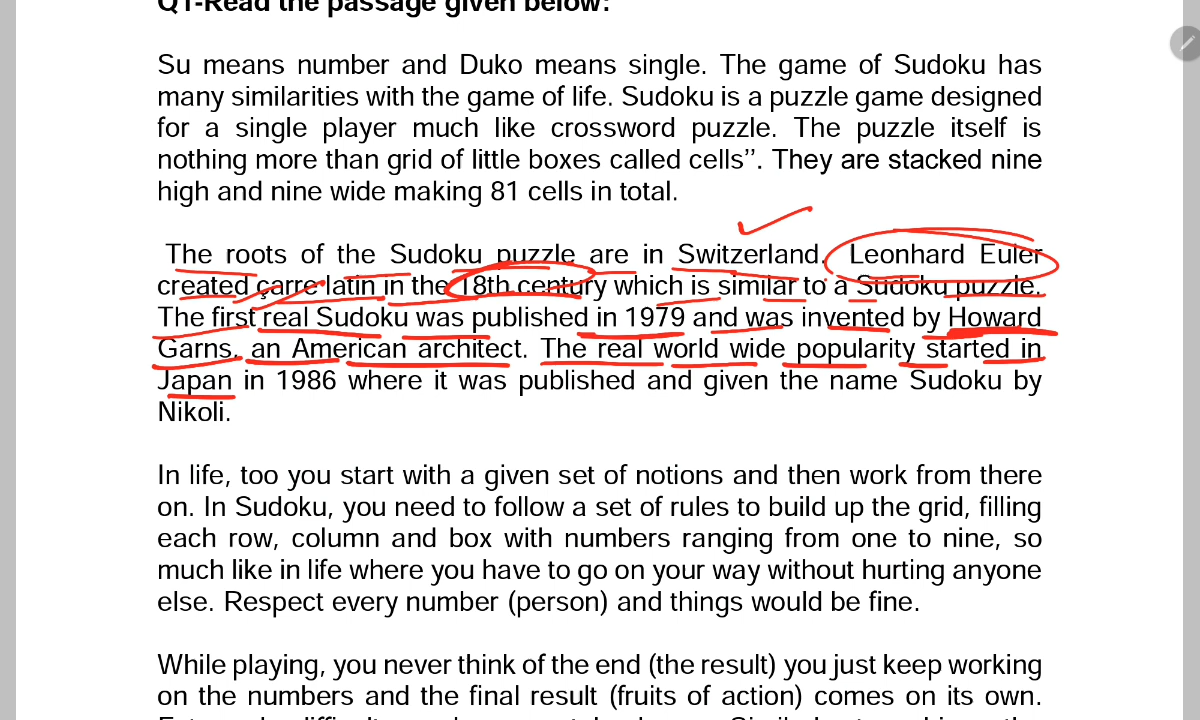 Q1-Read the passage given below:
Su means number and Duko means single. The game of Sudoku has
many similarities with the game of life. Sudoku is a puzzle game designed
for a single player much like crossword puzzle. The puzzle itself is
nothing more than grid of little boxes called cells”. They are stacked nine
high and nine wide making 81 cells in total.
The roots of the Sudoku puzzle are in Switzerland. Leonhard Euler
created çarre latin in the 18th century which is similar to a Sudoku puzzle.
The first real Sudoku was published in 1979 and was invented by Howard
Garns, an American architect. The real world wide popularity started in
Japan in 1986 where it was published and given the name Sudoku by
Nikoli.
In life, too you start with a given set of notions and then work from there
on. In Sudoku, you need to follow a set of rules to build up the grid, filling
each row, column and box with numbers ranging from one to nine, so
much like in life where you have to go on your way without hurting anyone
else. Respect every number (person) and things would be fine.
While playing, you never think of the end (the result) you just keep working
on the numbers and the final result (fruits of action) comes on its own.